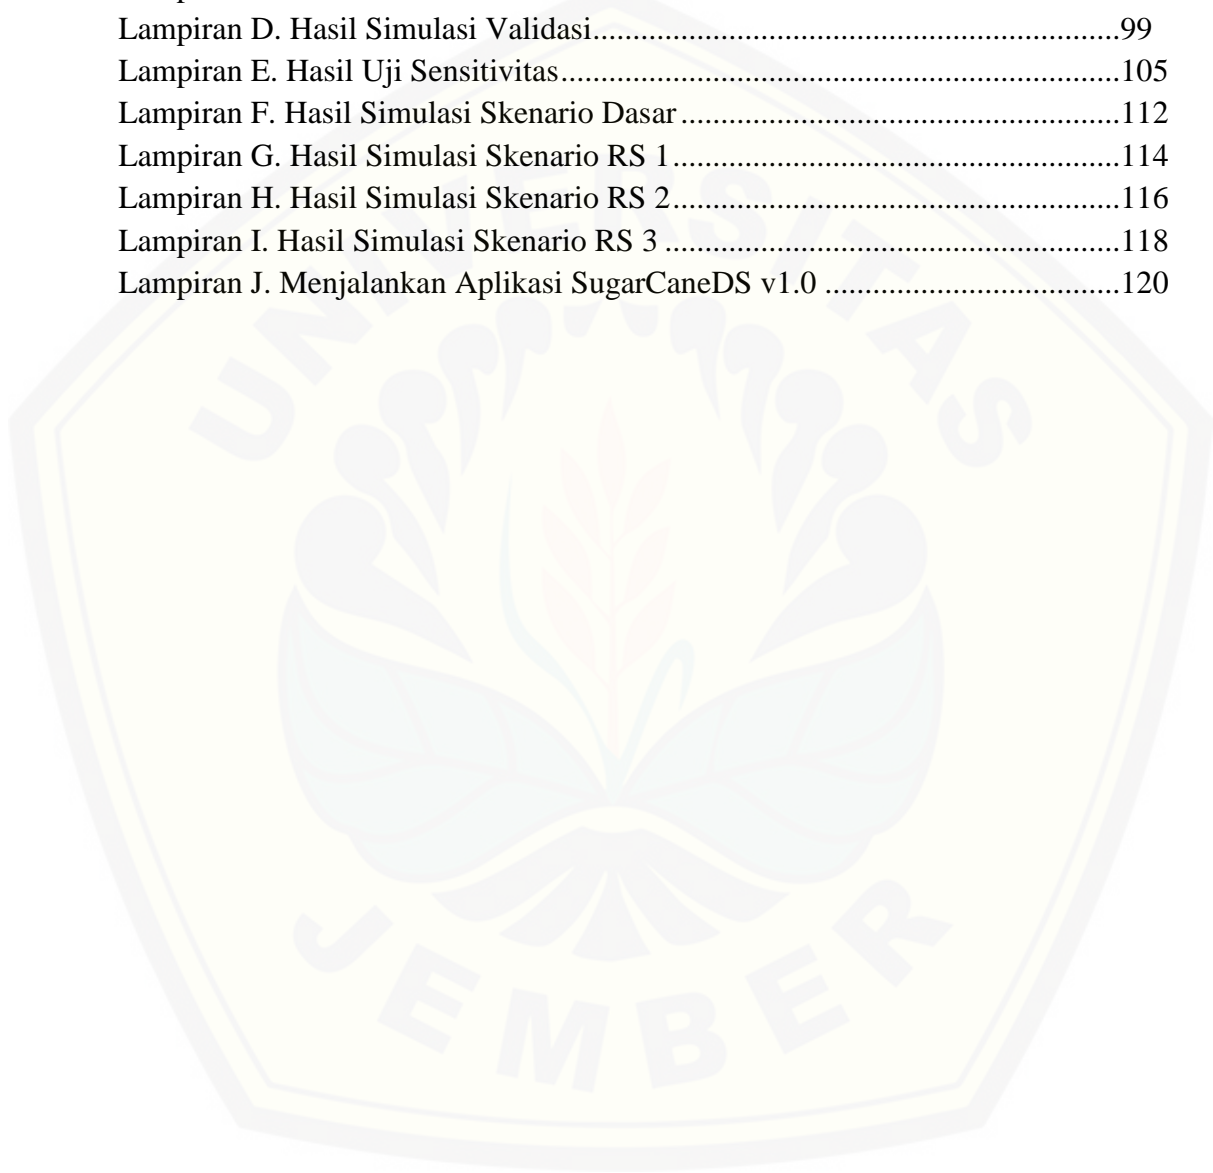 Lampiran D. Hasil Simulasi Validasi..................................................................99
Lampiran E. Hasil Uji Sensitivitas......................................................................105
Lampiran F. Hasil Simulasi Skenario Dasar.......................................................112
Lampiran G. Hasil Simulasi Skenario RS 1........................................................114
Lampiran H. Hasil Simulasi Skenario RS 2........................................................116
Lampiran I. Hasil Simulasi Skenario RS 3.........................................................118
Lampiran J. Menjalankan Aplikasi SugarCaneDS v1.0.....................................120
UNIVERSITAS
JEMBER